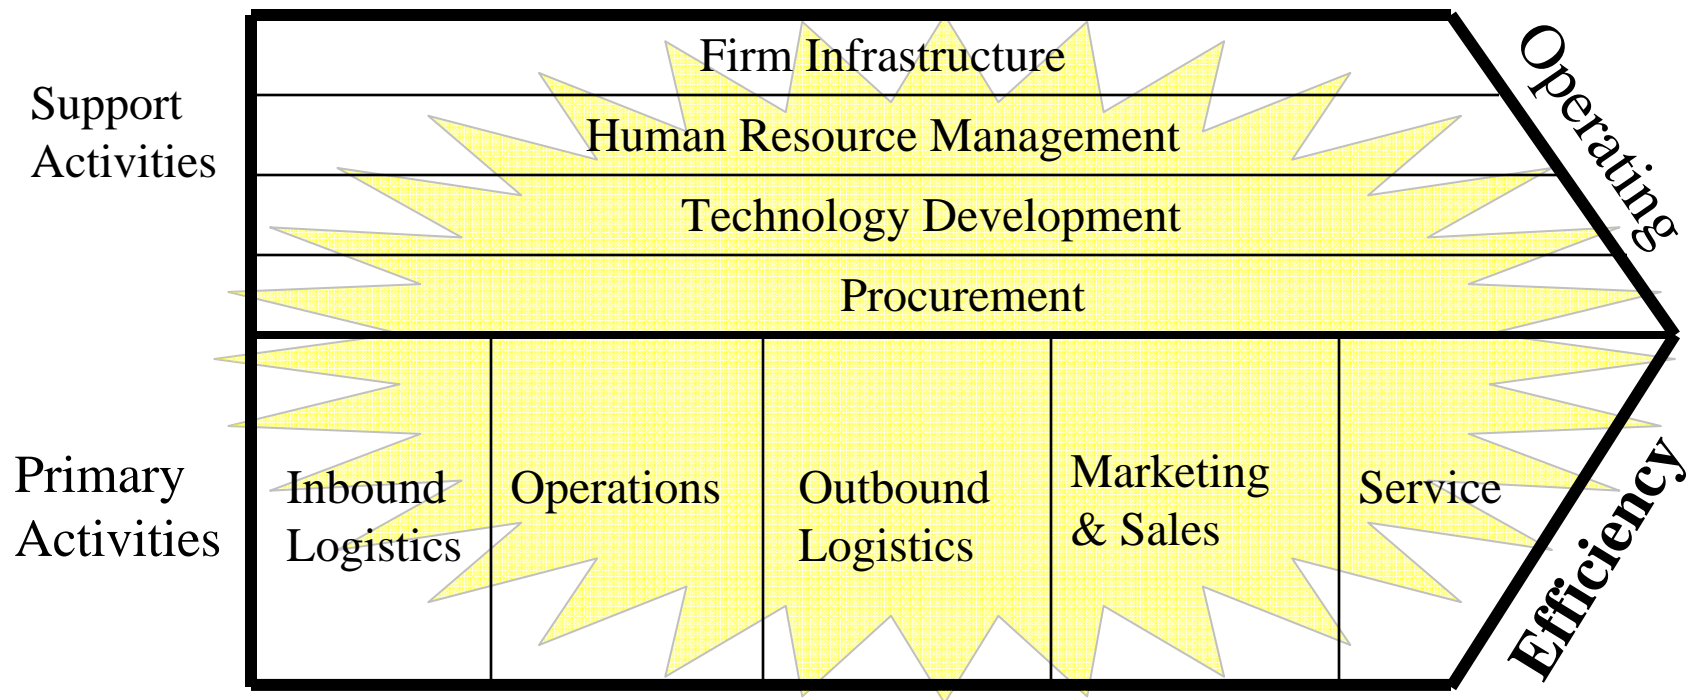 Firm Infrastructure
Operating
Support
Activities
Human Resource Management
Technology Development
Procurement
Primary
Activities
Inbound
Logistics
Operations
Outbound
Logistics
Marketing
& Sales
Service
Efficiency